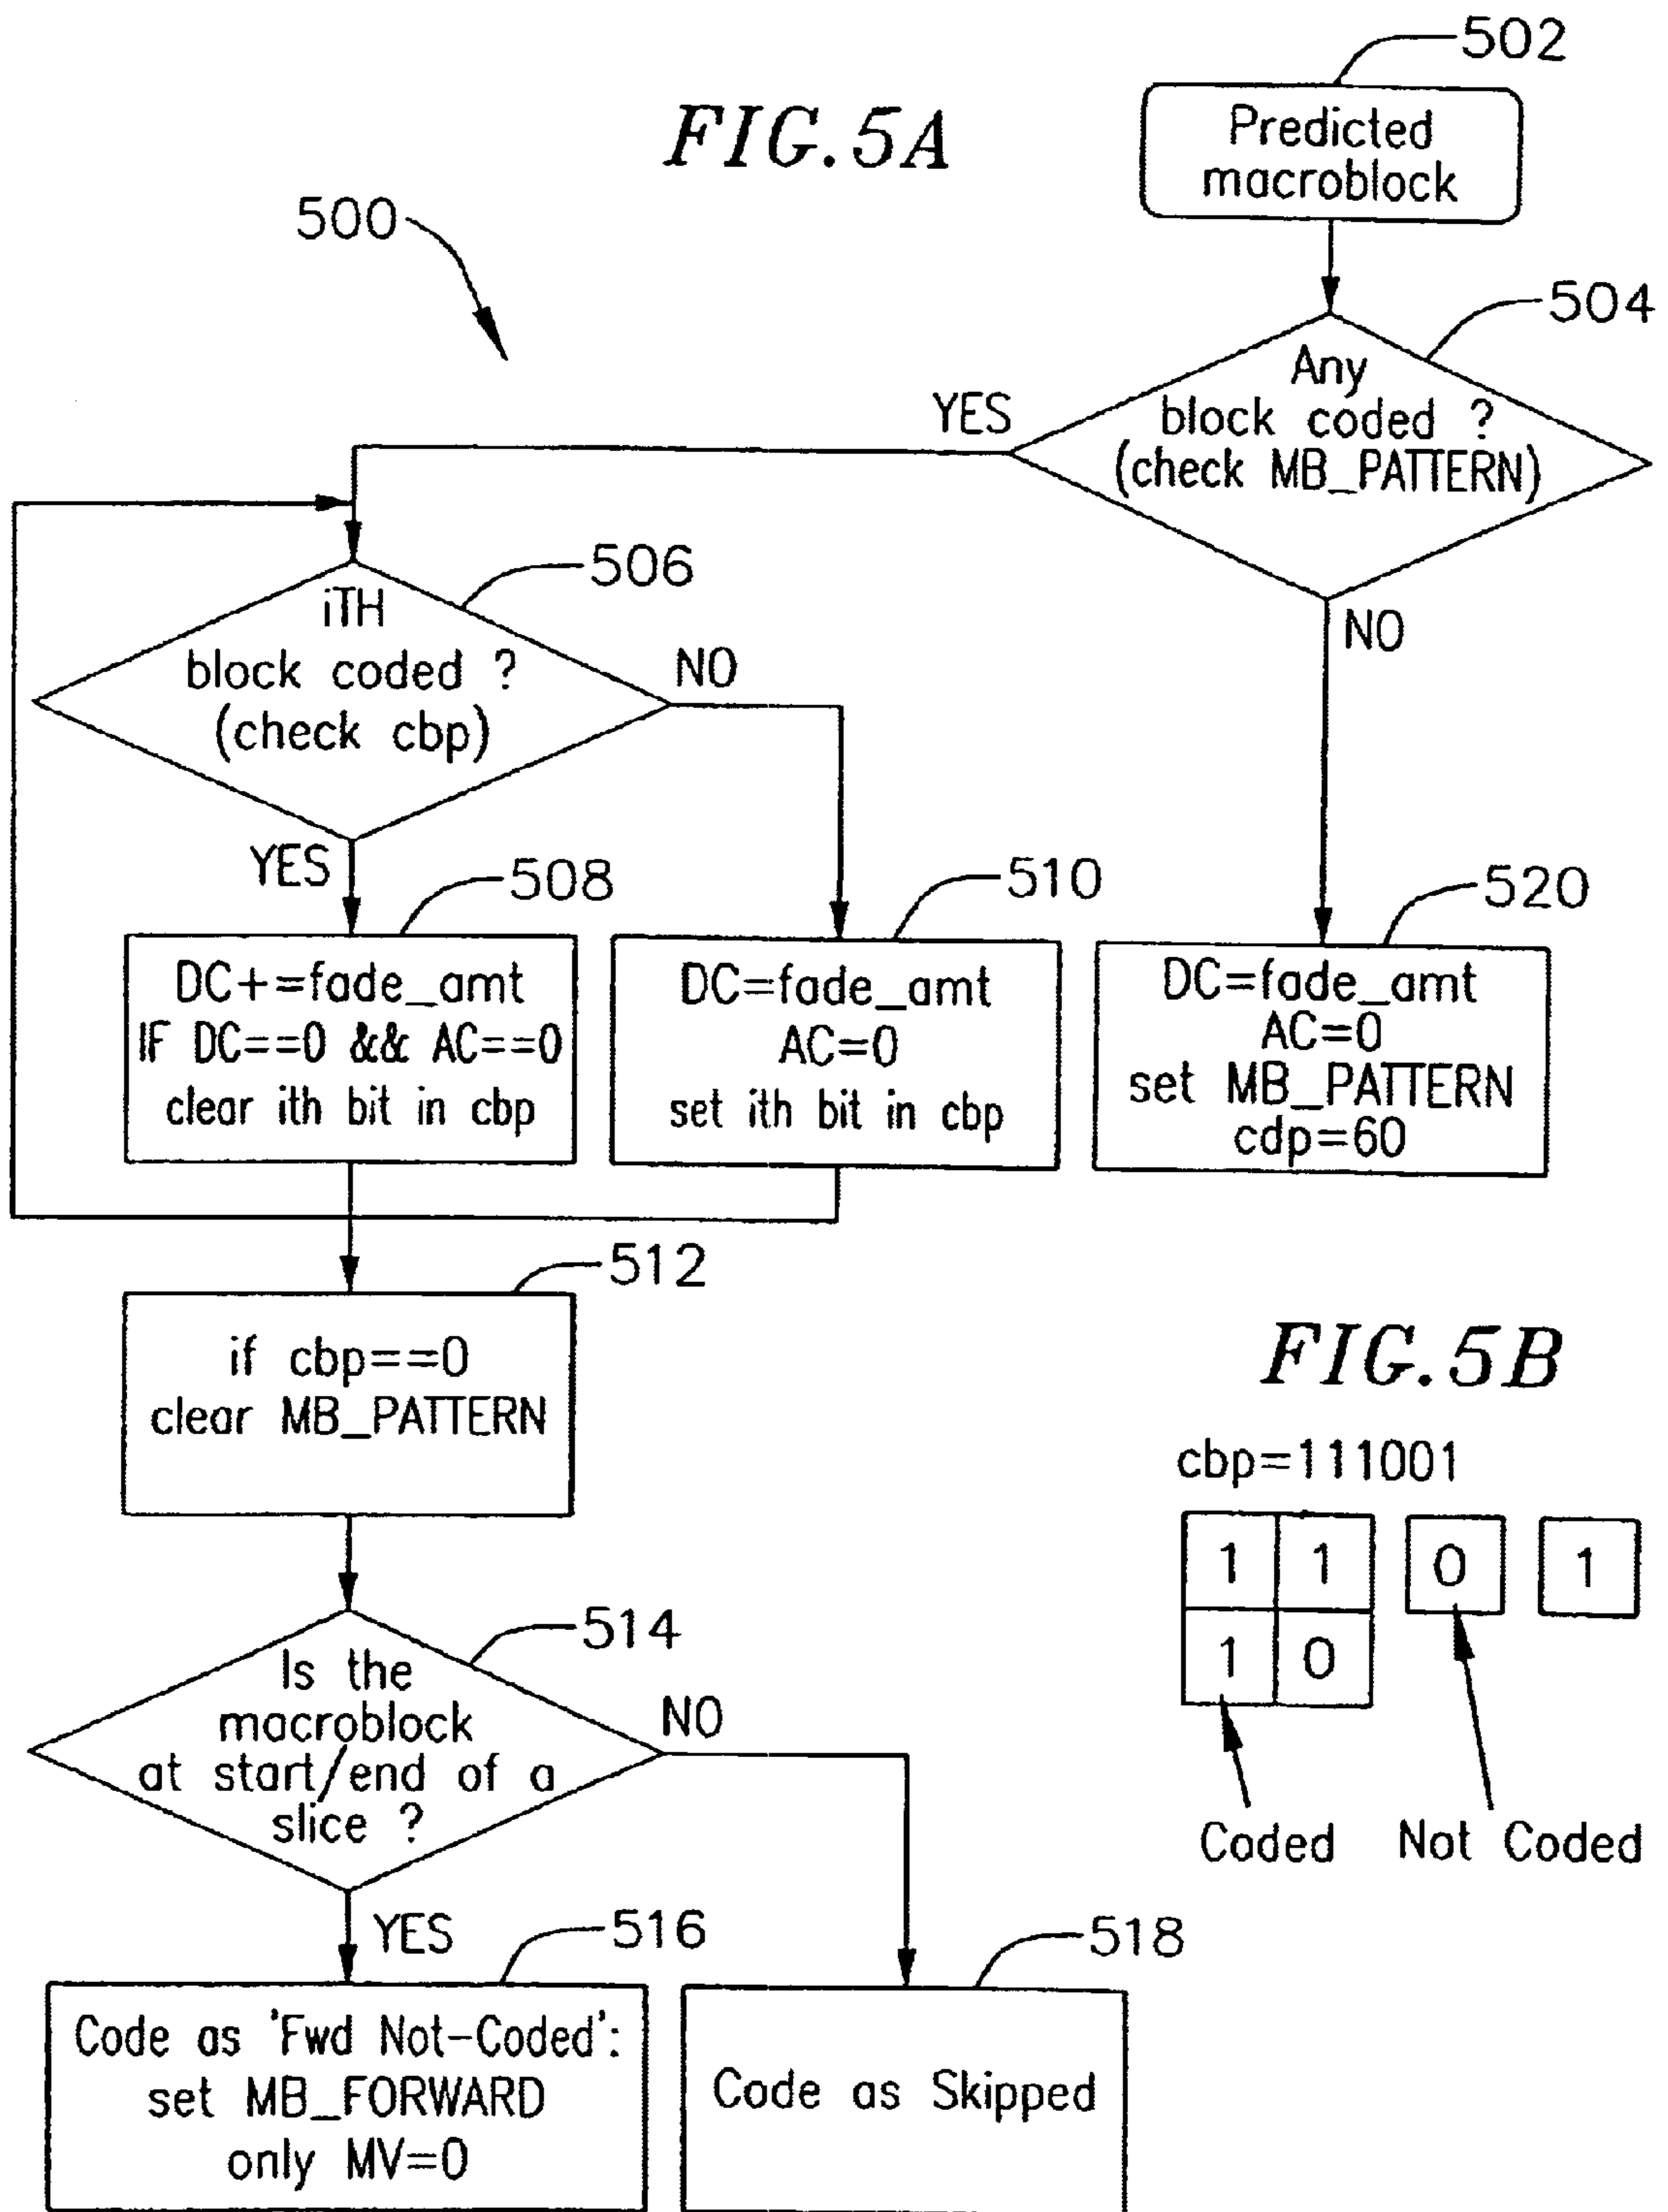 FIG.5A
502
Predicted
macroblock
500
504
Any
block coded ?
(check MB_PATTERN)
YES
NO
506
iTH
block coded ?
(check cbp)
NO
YES
508
DC+=fade_amt
IF DC==0 && AC==0
clear ith bit in cbp
510
DC=fade_amt
AC=0
set ith bit in cbp
520
DC=fade_amt
AC=0
set MB_PATTERN
cdp=60
512
if cbp==0
clear MB_PATTERN
514
Is the
macroblock
at start/end of a
slice ?
NO
YES
516
Code as 'Fwd Not-Coded':
set MB_FORWARD
only MV=0
518
Code as Skipped
FIG.5B
cbp=111001
1 1 0 1
1 0
Coded Not Coded